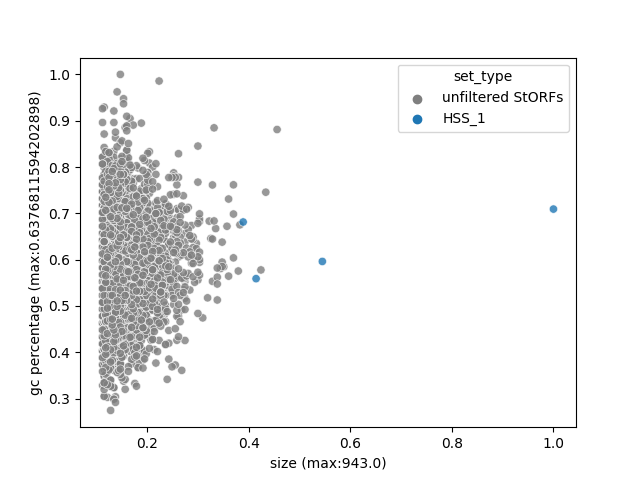 set_type
unfiltered StORFs
HSS_1
1.0
0.9
0.8
0.7
0.6
0.5
0.4
0.3
gc percentage (max:0.6376811594202898)
0.2
0.4
0.6
0.8
1.0
size (max:943.0)